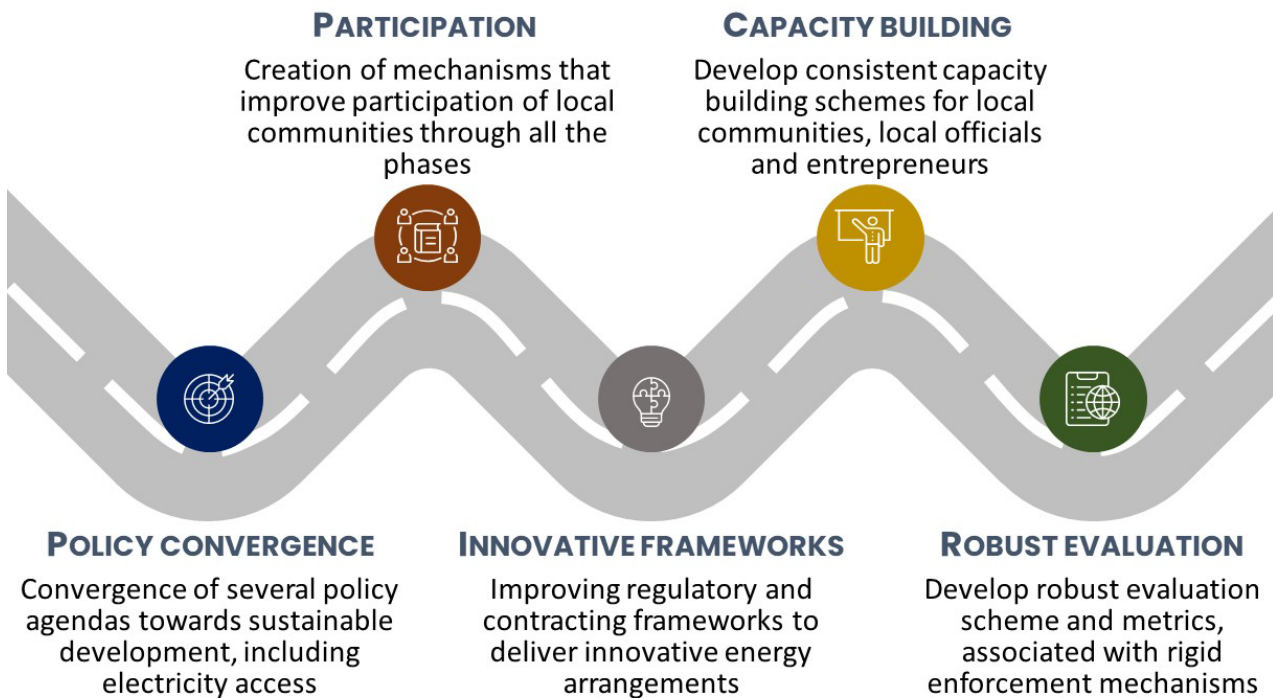 PARTICIPATION
Creation of mechanisms that
improve participation of local
communities through all the
phases
CAPACITY BUILDING
Develop consistent capacity
building schemes for local
communities, local officials
and entrepreneurs
POLICY CONVERGENCE
Convergence of several policy
agendas towards sustainable
development, including
electricity access
INNOVATIVE FRAMEWORKS
Improving regulatory and
contracting frameworks to
deliver innovative energy
arrangements
ROBUST EVALUATION
Develop robust evaluation
scheme and metrics,
associated with rigid
enforcement mechanisms